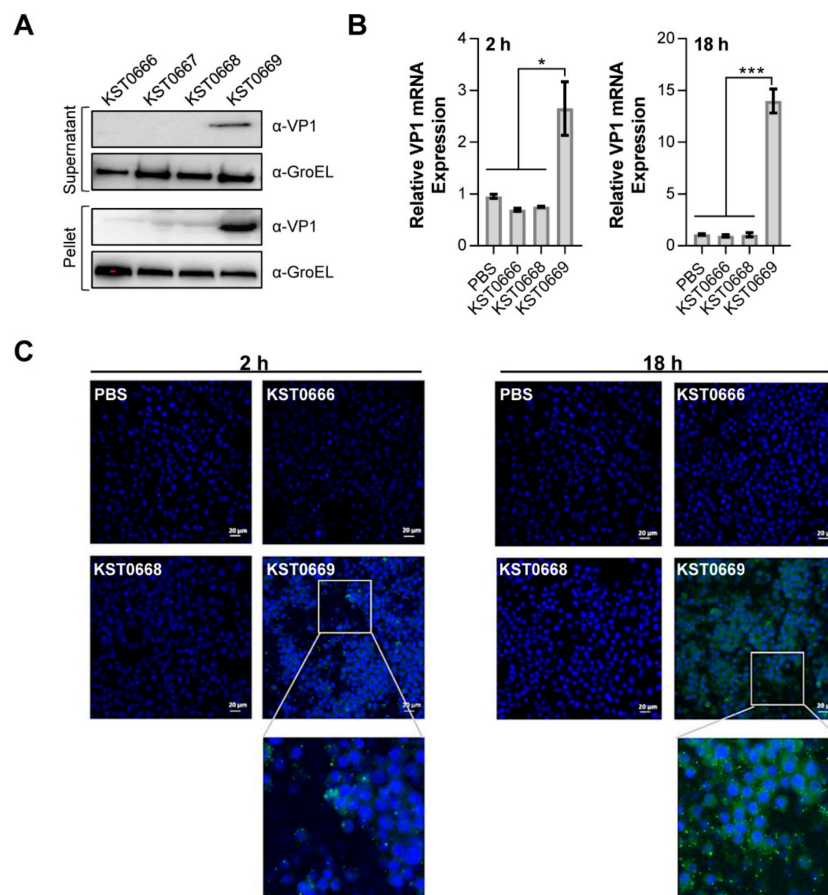 A
KST0666
KST0667
KST0668
KST0669
Supernatant
α-VP1
α-GroEL
Pellet
α-VP1
α-GroEL
B
Relative VP1 mRNA
Expression
2 h
*
4
3
2
1
0
PBS
KST0666
KST0668
KST0669
Relative VP1 mRNA
Expression
18 h
***
20
15
10
5
0
PBS
KST0666
KST0668
KST0669
C
2 h
PBS
20 µm
KST0666
20 µm
KST0668
20 µm
KST0669
20 µm
18 h
PBS
20 µm
KST0666
20 µm
KST0668
20 µm
KST0669
20 µm